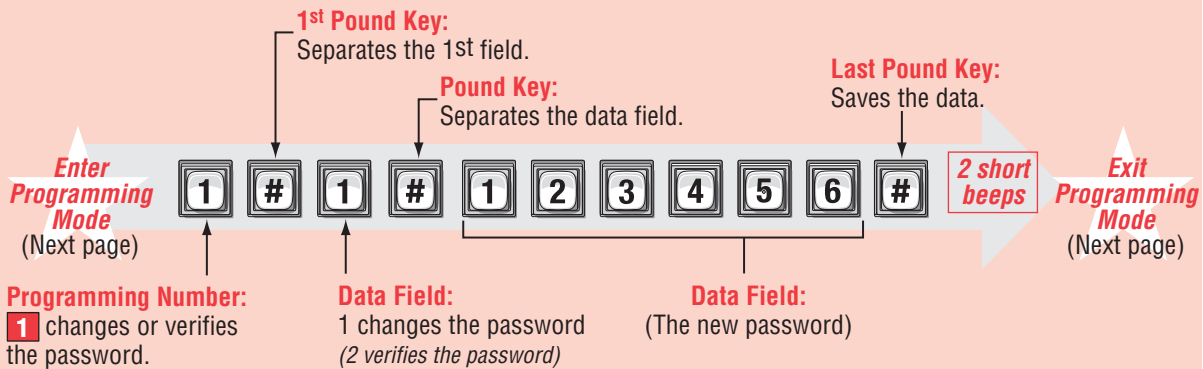 1st Pound Key:
Separates the 1st field.
Pound Key:
Separates the data field.
Last Pound Key:
Saves the data.
Enter
Programming
Mode
(Next page)
1 # 1 # 1 2 3 4 5 6 #
2 short
beeps
Exit
Programming
Mode
(Next page)
Programming Number:
1 changes or verifies
the password.
Data Field:
1 changes the password
(2 verifies the password)
Data Field:
(The new password)